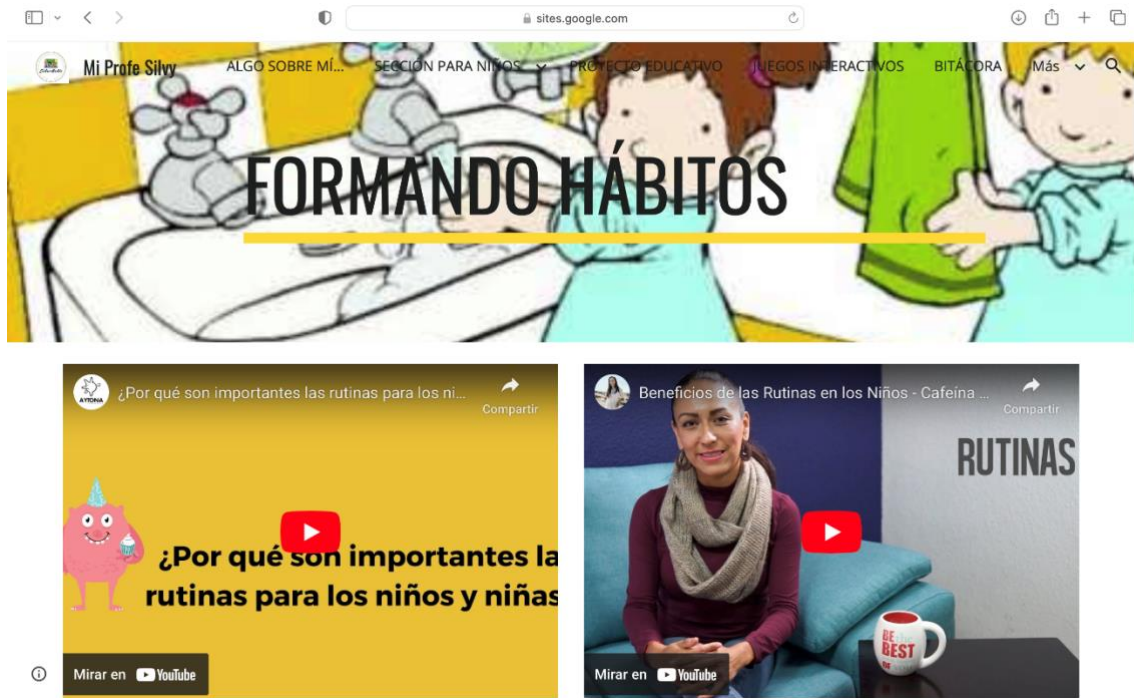 sites.google.com
Mi Profe Silvy ALGO SOBRE MÍ... SECCIÓN PARA NIÑOS PROYECTO EDUCATIVO JUEGOS INTERACTIVOS BITÁCORA Más
FORMANDO HÁBITOS
AYTONA
¿Por qué son importantes las rutinas para los ni...
Compartir
¿Por qué son importantes la
rutinas para los niños y niñas
Mirar en YouTube
Beneficios de las Rutinas en los Niños - Cafeína ...
Compartir
RUTINAS
BE the
BEST
Mirar en YouTube